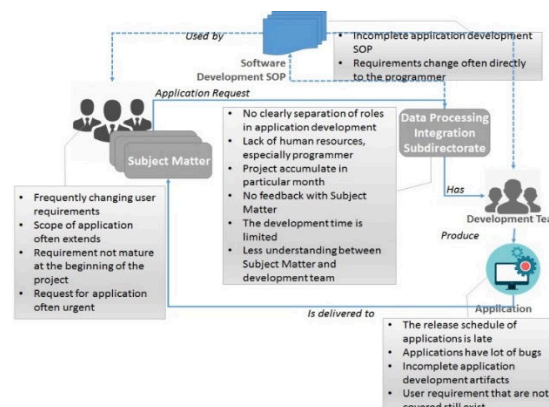 Used by
Software
Development SOP
• Incomplete application development
SOP
• Requirements change often directly
to the programmer
Application Request
Subject Matter
• No clearly separation of roles
in application development
• Lack of human resources,
especially programmer
• Project accumulate in
particular month
• No feedback with Subject
Matter
• The development time is
limited
• Less understanding between
Subject Matter and
development team
Data Processing
Integration
Subdirectorate
Has
Development Tea
Produce
Application
• Frequently changing user
requirements
• Scope of application
often extends
• Requirement not mature
at the beginning of the
project
• Request for application
often urgent
Is delivered to
• The release schedule of
applications is late
• Applications have lot of bugs
• Incomplete application
development artifacts
• User requirement that are not
covered still exist